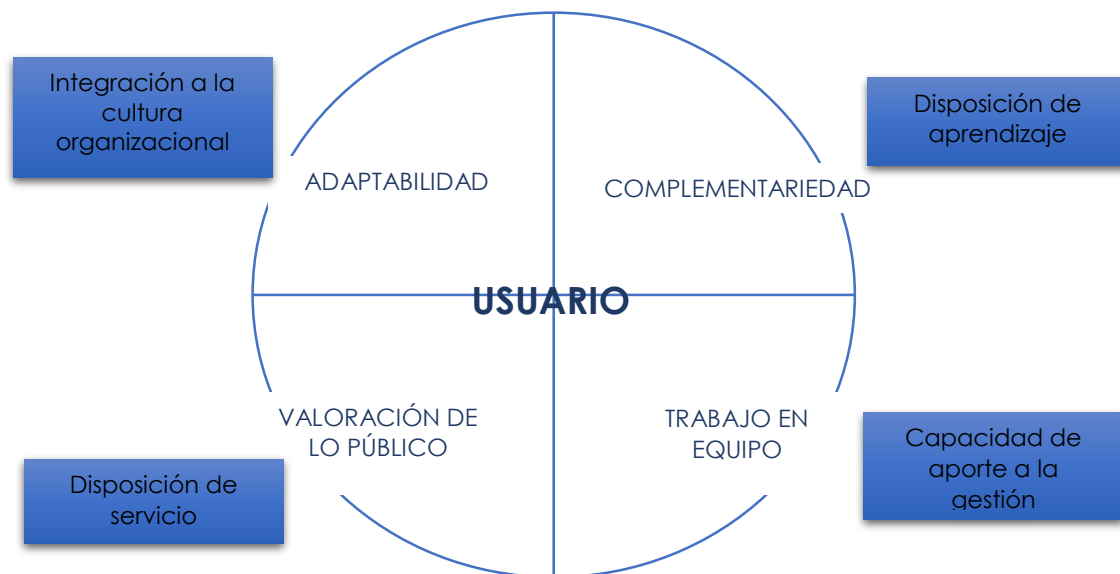 Integración a la
cultura
organizacional
Disposición de
aprendizaje
ADAPTABILIDAD
COMPLEMENTARIEDAD
USUARIO
VALORACIÓN DE
LO PÚBLICO
TRABAJO EN
EQUIPO
Disposición de
servicio
Capacidad de
aporte a la
gestión